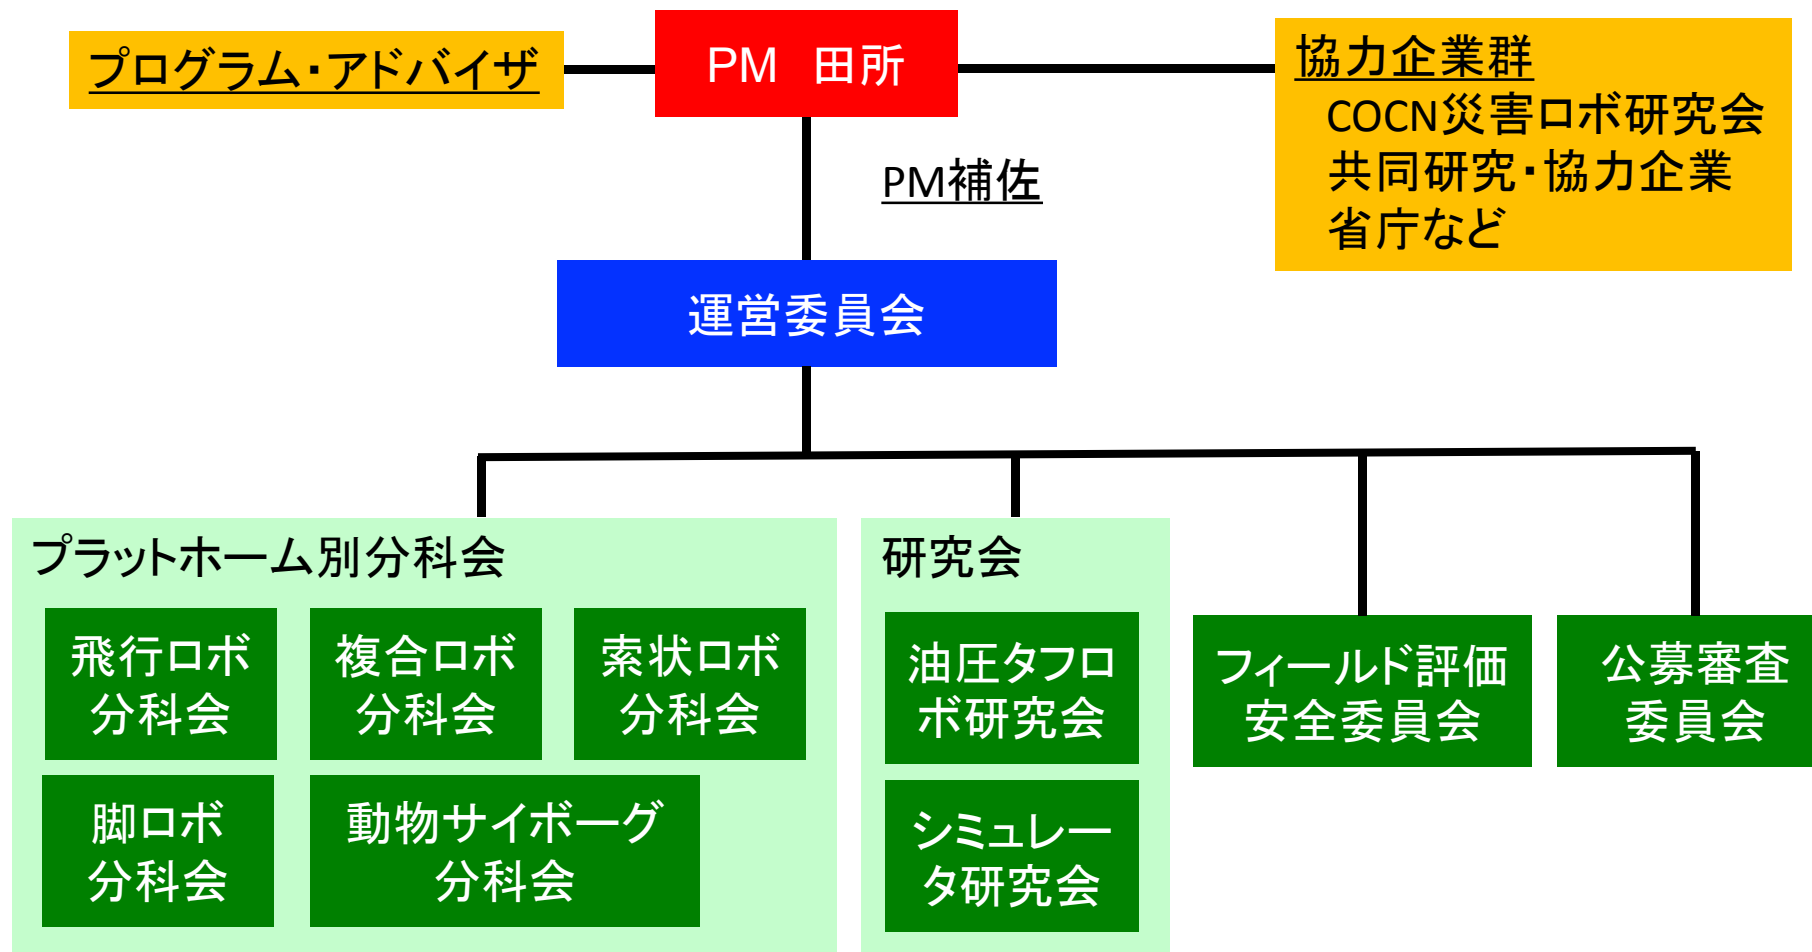 プログラム・アドバイザ
PM 田所
協力企業群
COCN災害ロボ研究会
共同研究・協力企業
省庁など
PM補佐
運営委員会
プラットホーム別分科会
飛行ロボ
分科会
複合ロボ
分科会
索状ロボ
分科会
脚ロボ
分科会
動物サイボーグ
分科会
研究会
油圧タフロ
ボ研究会
シミュレー
タ研究会
フィールド評価
安全委員会
公募審査
委員会